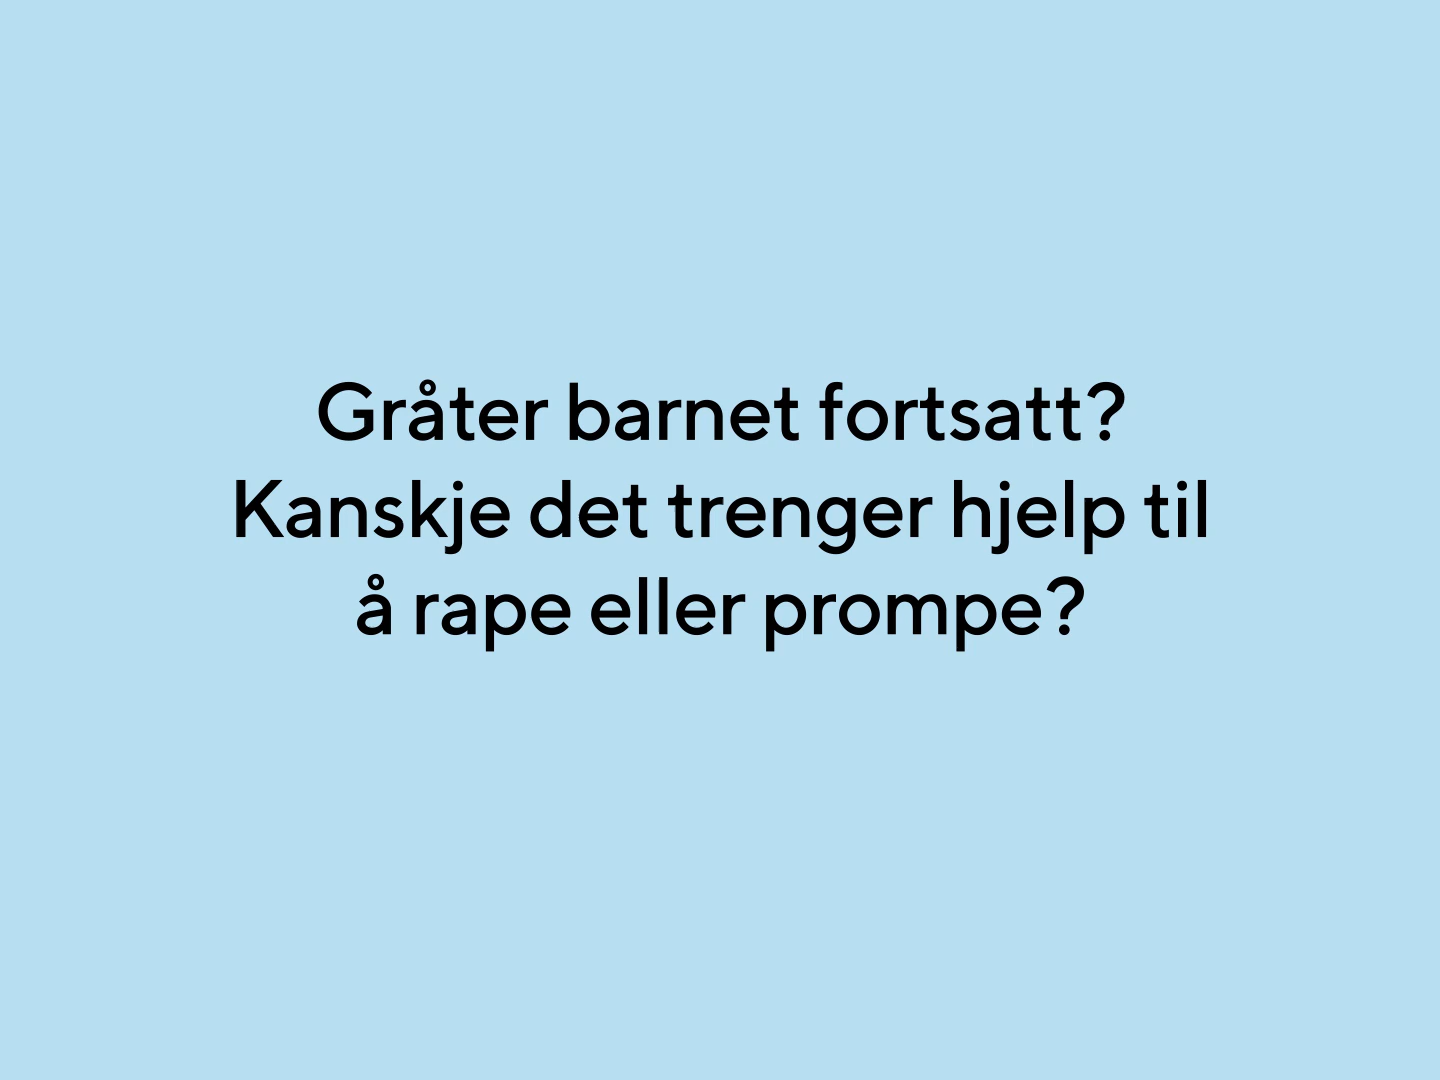 Gråter barnet fortsatt?
Kanskje det trenger hjelp til
å rape eller prompe?